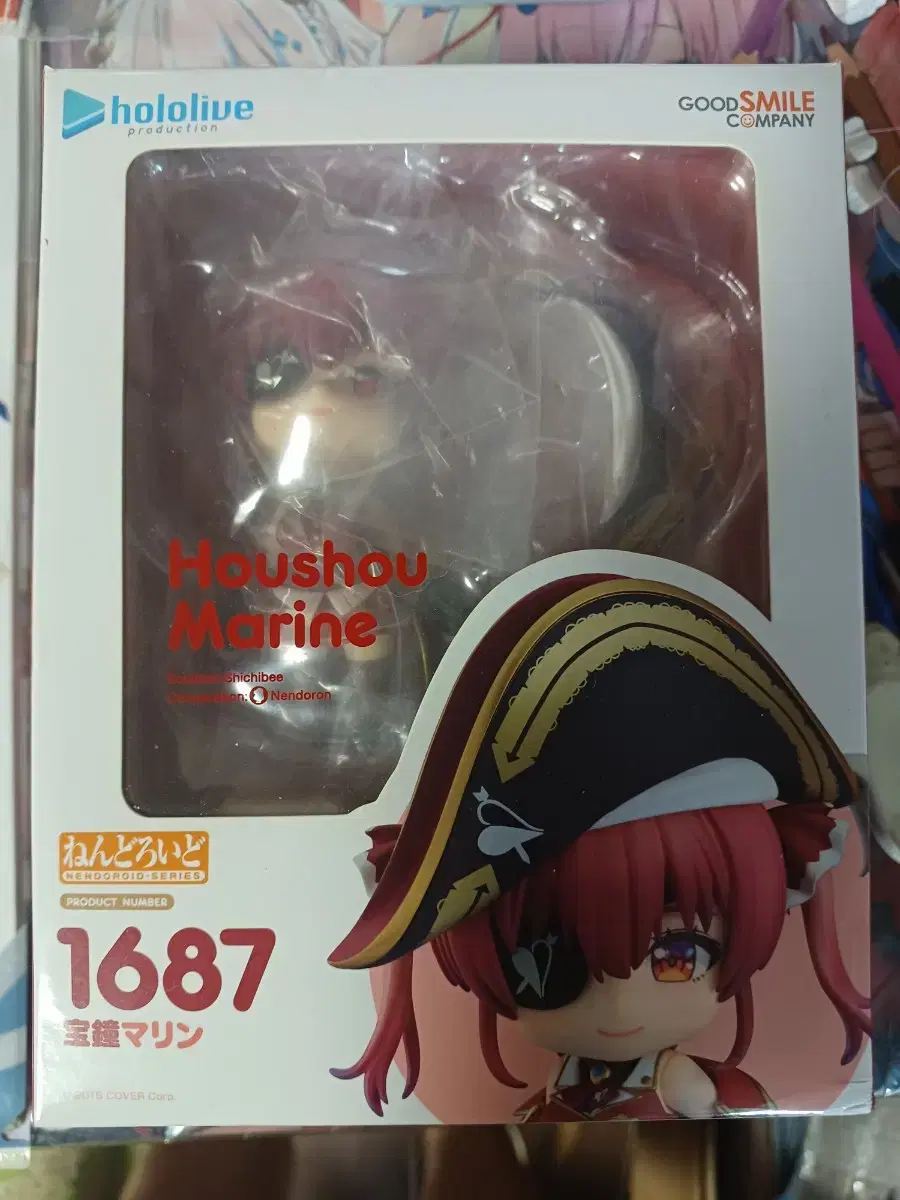 hololive
production
GOOD SMILE
COMPANY
Houshou
Marine
Shichibee
Cooperation: Nendoron
ねんどろいど
NENDOROID-SERIES
PRODUCT NUMBER
1687
宝鐘マリン
COVER Corp.